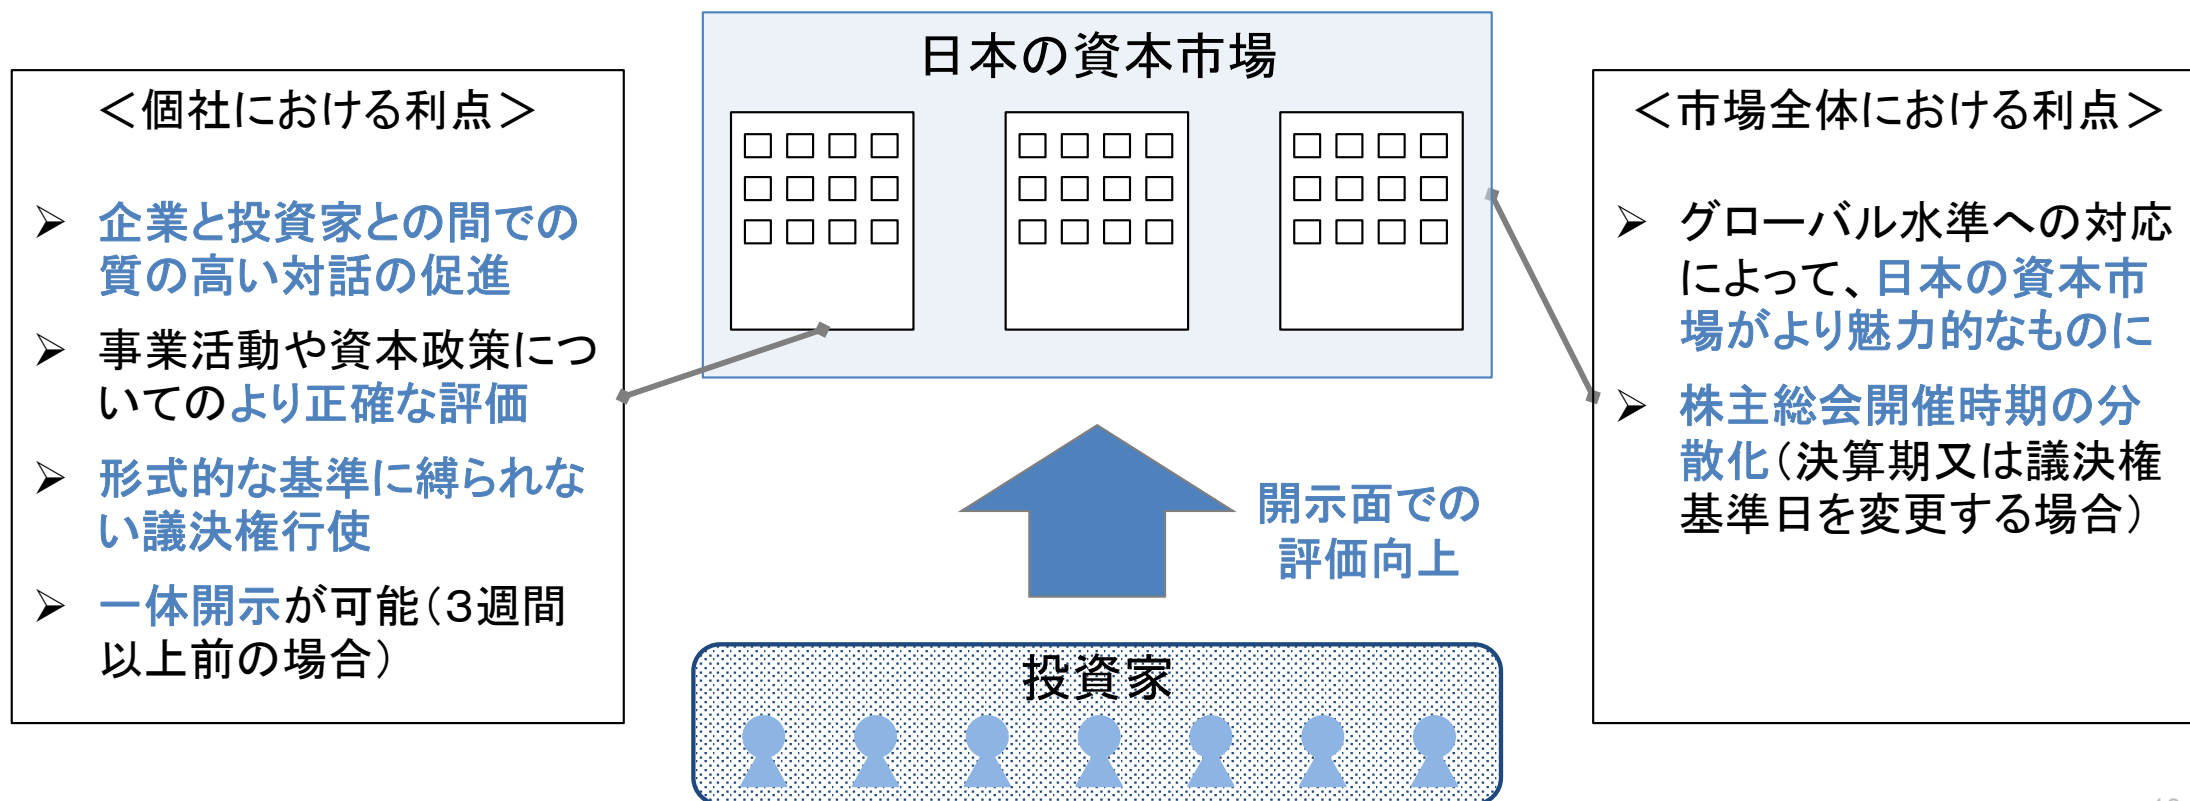 日本の資本市場
＜個社における利点＞
➢ 企業と投資家との間での
質の高い対話の促進
➢ 事業活動や資本政策につ
いてのより正確な評価
➢ 形式的な基準に縛られな
い議決権行使
➢ 一体開示が可能（３週間
以上前の場合）
＜市場全体における利点＞
➢ グローバル水準への対応
によって、日本の資本市
場がより魅力的なものに
➢ 株主総会開催時期の分
散化（決算期又は議決権
基準日を変更する場合）
開示面での
評価向上
投資家